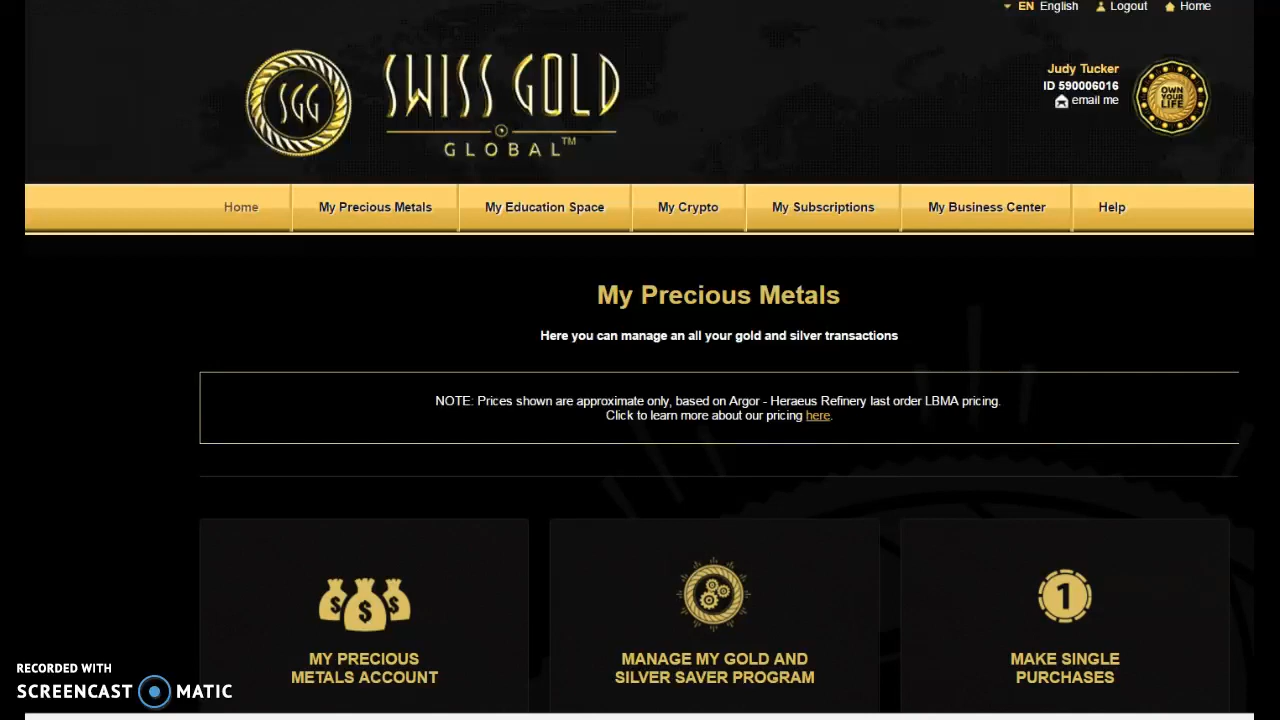 EN English Logout Home
SGG
SWISS GOLD
GLOBAL™
Judy Tucker
ID 590006016
email me
OWN
YOUR
LIFE
Home My Precious Metals My Education Space My Crypto My Subscriptions My Business Center Help
My Precious Metals
Here you can manage an all your gold and silver transactions
NOTE: Prices shown are approximate only, based on Argor - Heraeus Refinery last order LBMA pricing.
Click to learn more about our pricing here.
$ $ $
1
MY PRECIOUS
METALS ACCOUNT
MANAGE MY GOLD AND
SILVER SAVER PROGRAM
MAKE SINGLE
PURCHASES
RECORDED WITH
SCREENCAST MATIC